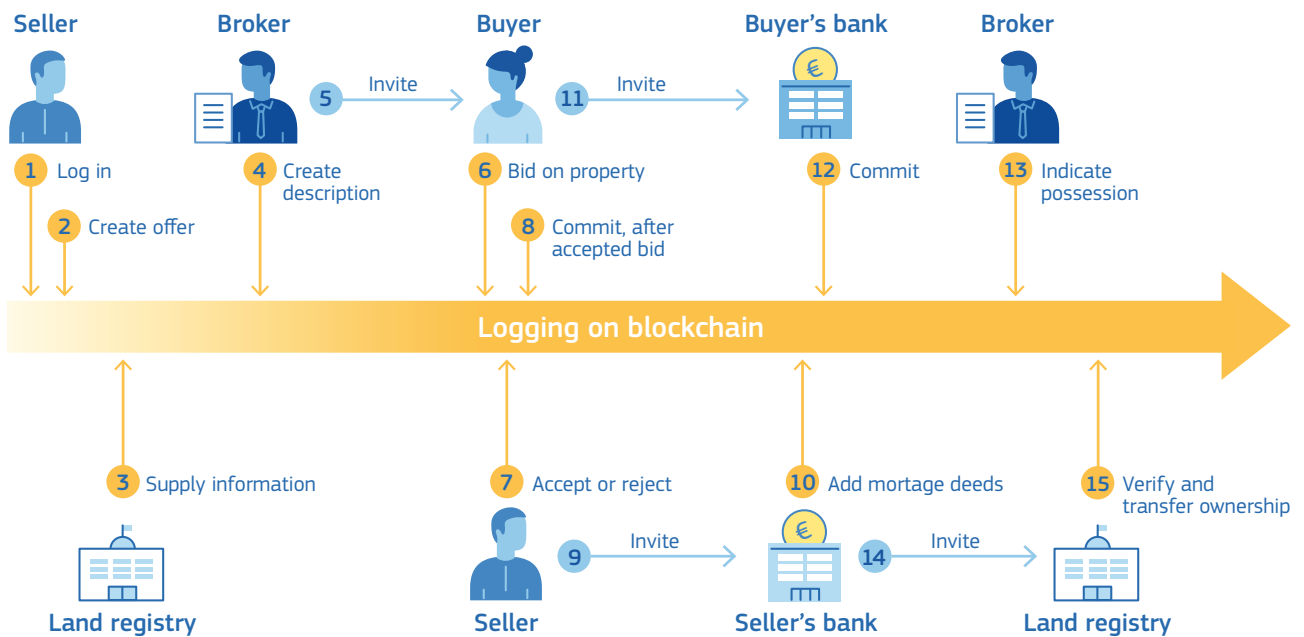 Seller
Broker
Buyer
Buyer's bank
Broker
5
Invite
11
Invite
1 Log in
4 Create
description
6 Bid on property
12 Commit
13 Indicate
possession
2 Create offer
8 Commit, after
accepted bid
Logging on blockchain
3 Supply information
7 Accept or reject
10 Add mortage deeds
15 Verify and
transfer ownership
€
€
9
Invite
14
Invite
Land registry
Seller
Seller's bank
Land registry